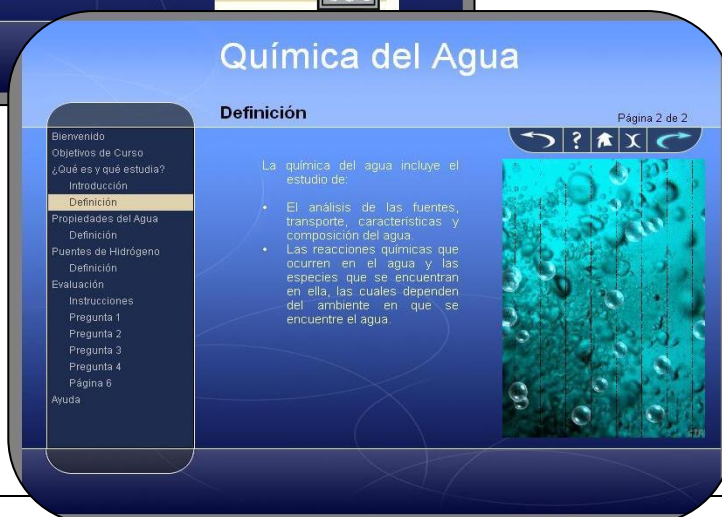 Química del Agua
Definición
Página 2 de 2
?
Bienvenido
Objetivos de Curso
¿Qué es y qué estudia?
Introducción
Definición
Propiedades del Agua
Definición
Puentes de Hidrógeno
Definición
Evaluación
Instrucciones
Pregunta 1
Pregunta 2
Pregunta 3
Pregunta 4
Página 6
Ayuda
La química del agua incluye el
estudio de:
• El análisis de las fuentes,
transporte, características y
composición del agua.
• Las reacciones químicas que
ocurren en el agua y las
especies que se encuentran
en ella, las cuales dependen
del ambiente en que se
encuentre el agua.